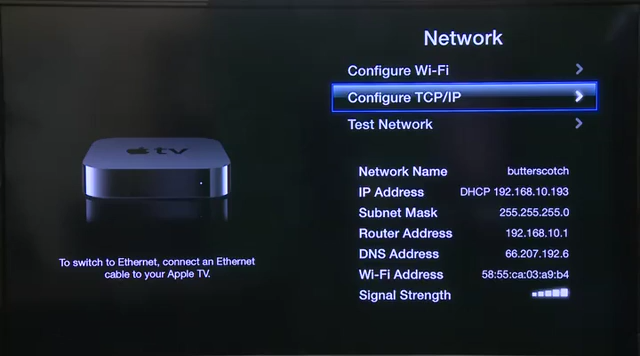 Network
Configure Wi-Fi
Configure TCP/IP
Test Network
tv
To switch to Ethernet, connect an Ethernet
cable to your Apple TV.
Network Name butterscotch
IP Address DHCP 192.168.10.193
Subnet Mask 255.255.255.0
Router Address 192.168.10.1
DNS Address 66.207.192.6
Wi-Fi Address 58:55:ca:03:a9:b4
Signal Strength